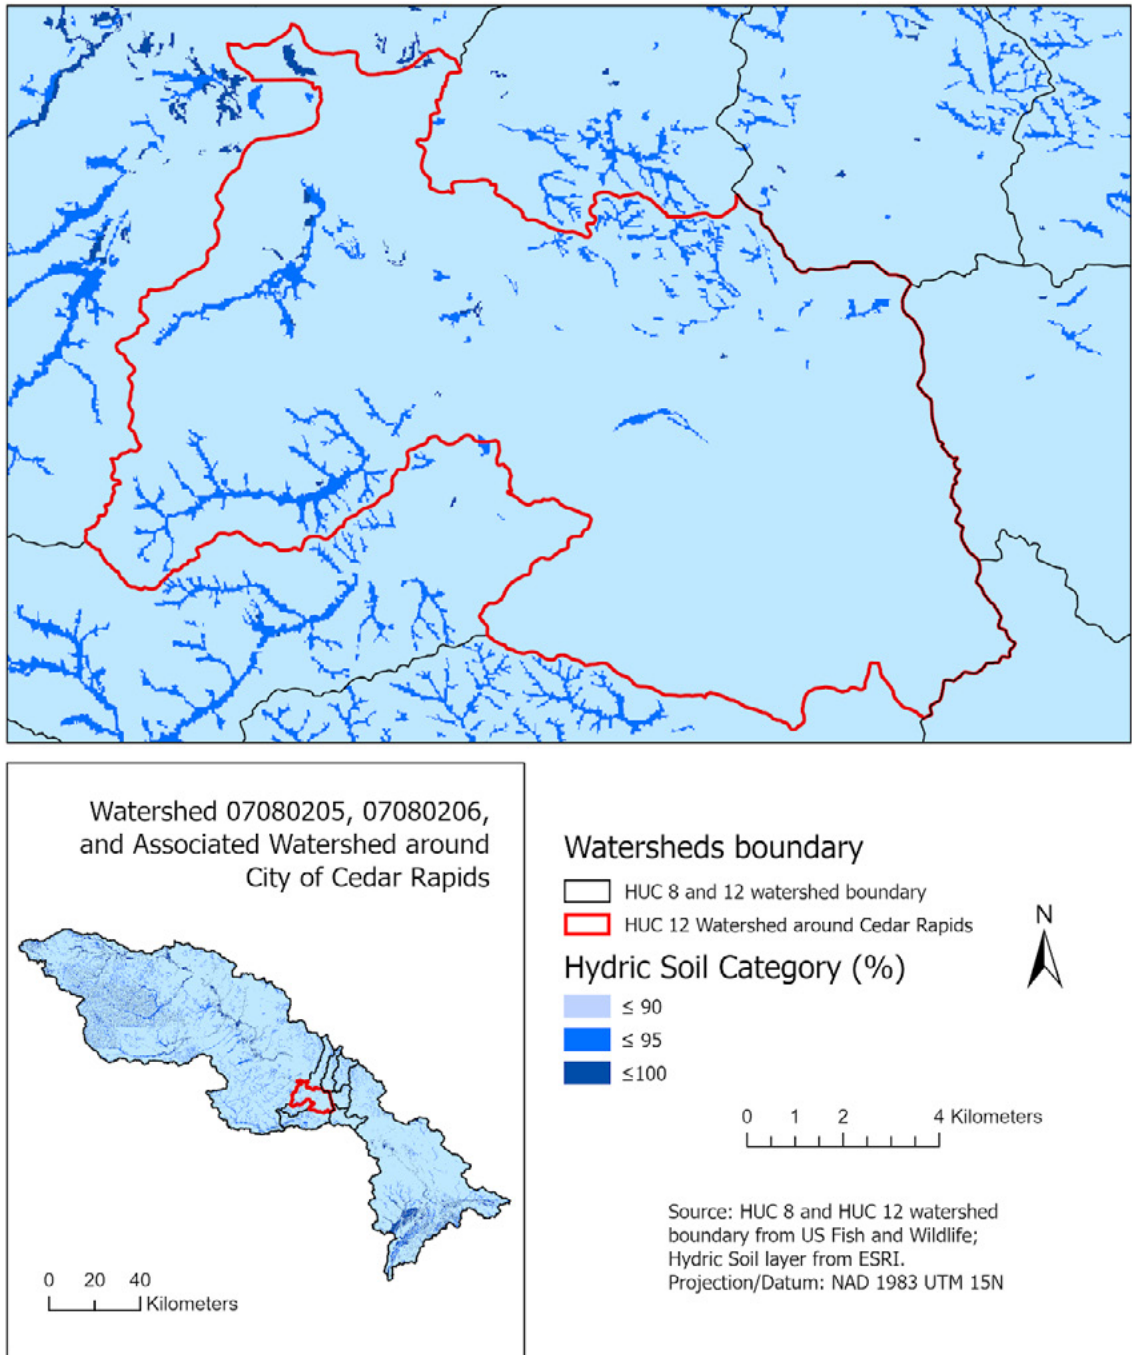 Watershed 07080205, 07080206,
and Associated Watershed around
City of Cedar Rapids
0 20 40
Kilometers
Watersheds boundary
HUC 8 and 12 watershed boundary
HUC 12 Watershed around Cedar Rapids
Hydric Soil Category (%)
≤ 90
≤ 95
≤100
N
0 1 2 4 Kilometers
Source: HUC 8 and HUC 12 watershed
boundary from US Fish and Wildlife;
Hydric Soil layer from ESRI.
Projection/Datum: NAD 1983 UTM 15N